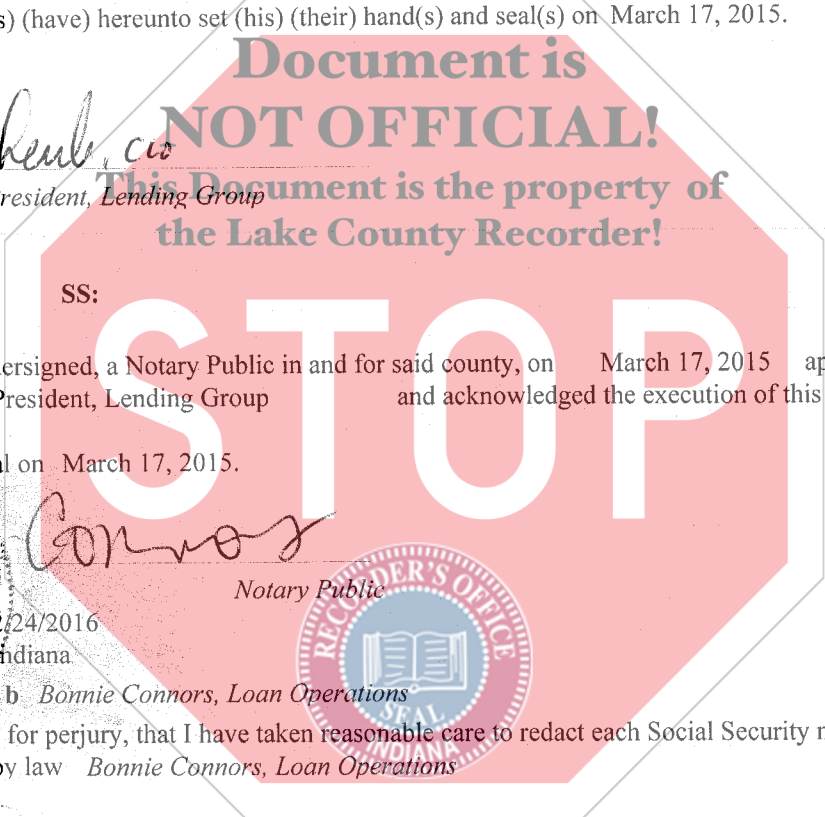 s) (have) hereunto set (his) (their) hand(s) and seal(s) on March 17, 2015.
Document is
NOT OFFICIAL!
This Document is the property of
the Lake County Recorder!
resident, Lending Group
SS:
STOP
ersigned, a Notary Public in and for said county, on March 17, 2015 ap
President, Lending Group and acknowledged the execution of this
al on March 17, 2015.
Connors
Notary Public
/24/2016
ndiana
b Bonnie Connors, Loan Operations
for perjury, that I have taken reasonable care to redact each Social Security n
by law Bonnie Connors, Loan Operations
RECORDER'S OFFICE
SEAL
INDIANA